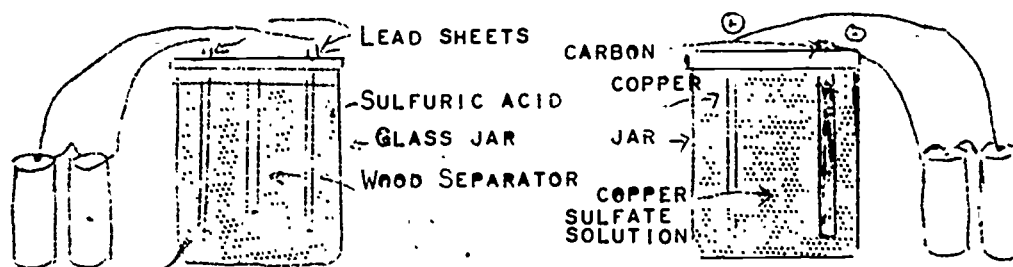 LEAD SHEETS
SULFURIC ACID
GLASS JAR
WOOD SEPARATOR
+
-
CARBON
COPPER
JAR
COPPER
SULFATE
SOLUTION